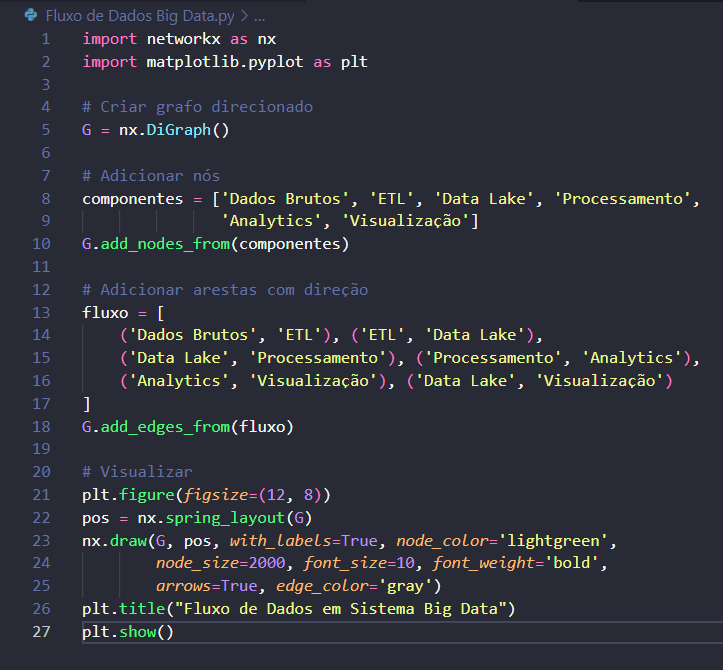 Fluxo de Dados Big Data.py > ...
1 import networkx as nx
2 import matplotlib.pyplot as plt
3
4 # Criar grafo direcionado
5 G = nx.DiGraph()
6
7 # Adicionar nós
8 componentes = ['Dados Brutos', 'ETL', 'Data Lake', 'Processamento',
9                'Analytics', 'Visualização']
10 G.add_nodes_from(componentes)
11
12 # Adicionar arestas com direção
13 fluxo = [
14     ('Dados Brutos', 'ETL'), ('ETL', 'Data Lake'),
15     ('Data Lake', 'Processamento'), ('Processamento', 'Analytics'),
16     ('Analytics', 'Visualização'), ('Data Lake', 'Visualização')
17 ]
18 G.add_edges_from(fluxo)
19
20 # Visualizar
21 plt.figure(figsize=(12, 8))
22 pos = nx.spring_layout(G)
23 nx.draw(G, pos, with_labels=True, node_color='lightgreen',
24         node_size=2000, font_size=10, font_weight='bold',
25         arrows=True, edge_color='gray')
26 plt.title("Fluxo de Dados em Sistema Big Data")
27 plt.show()